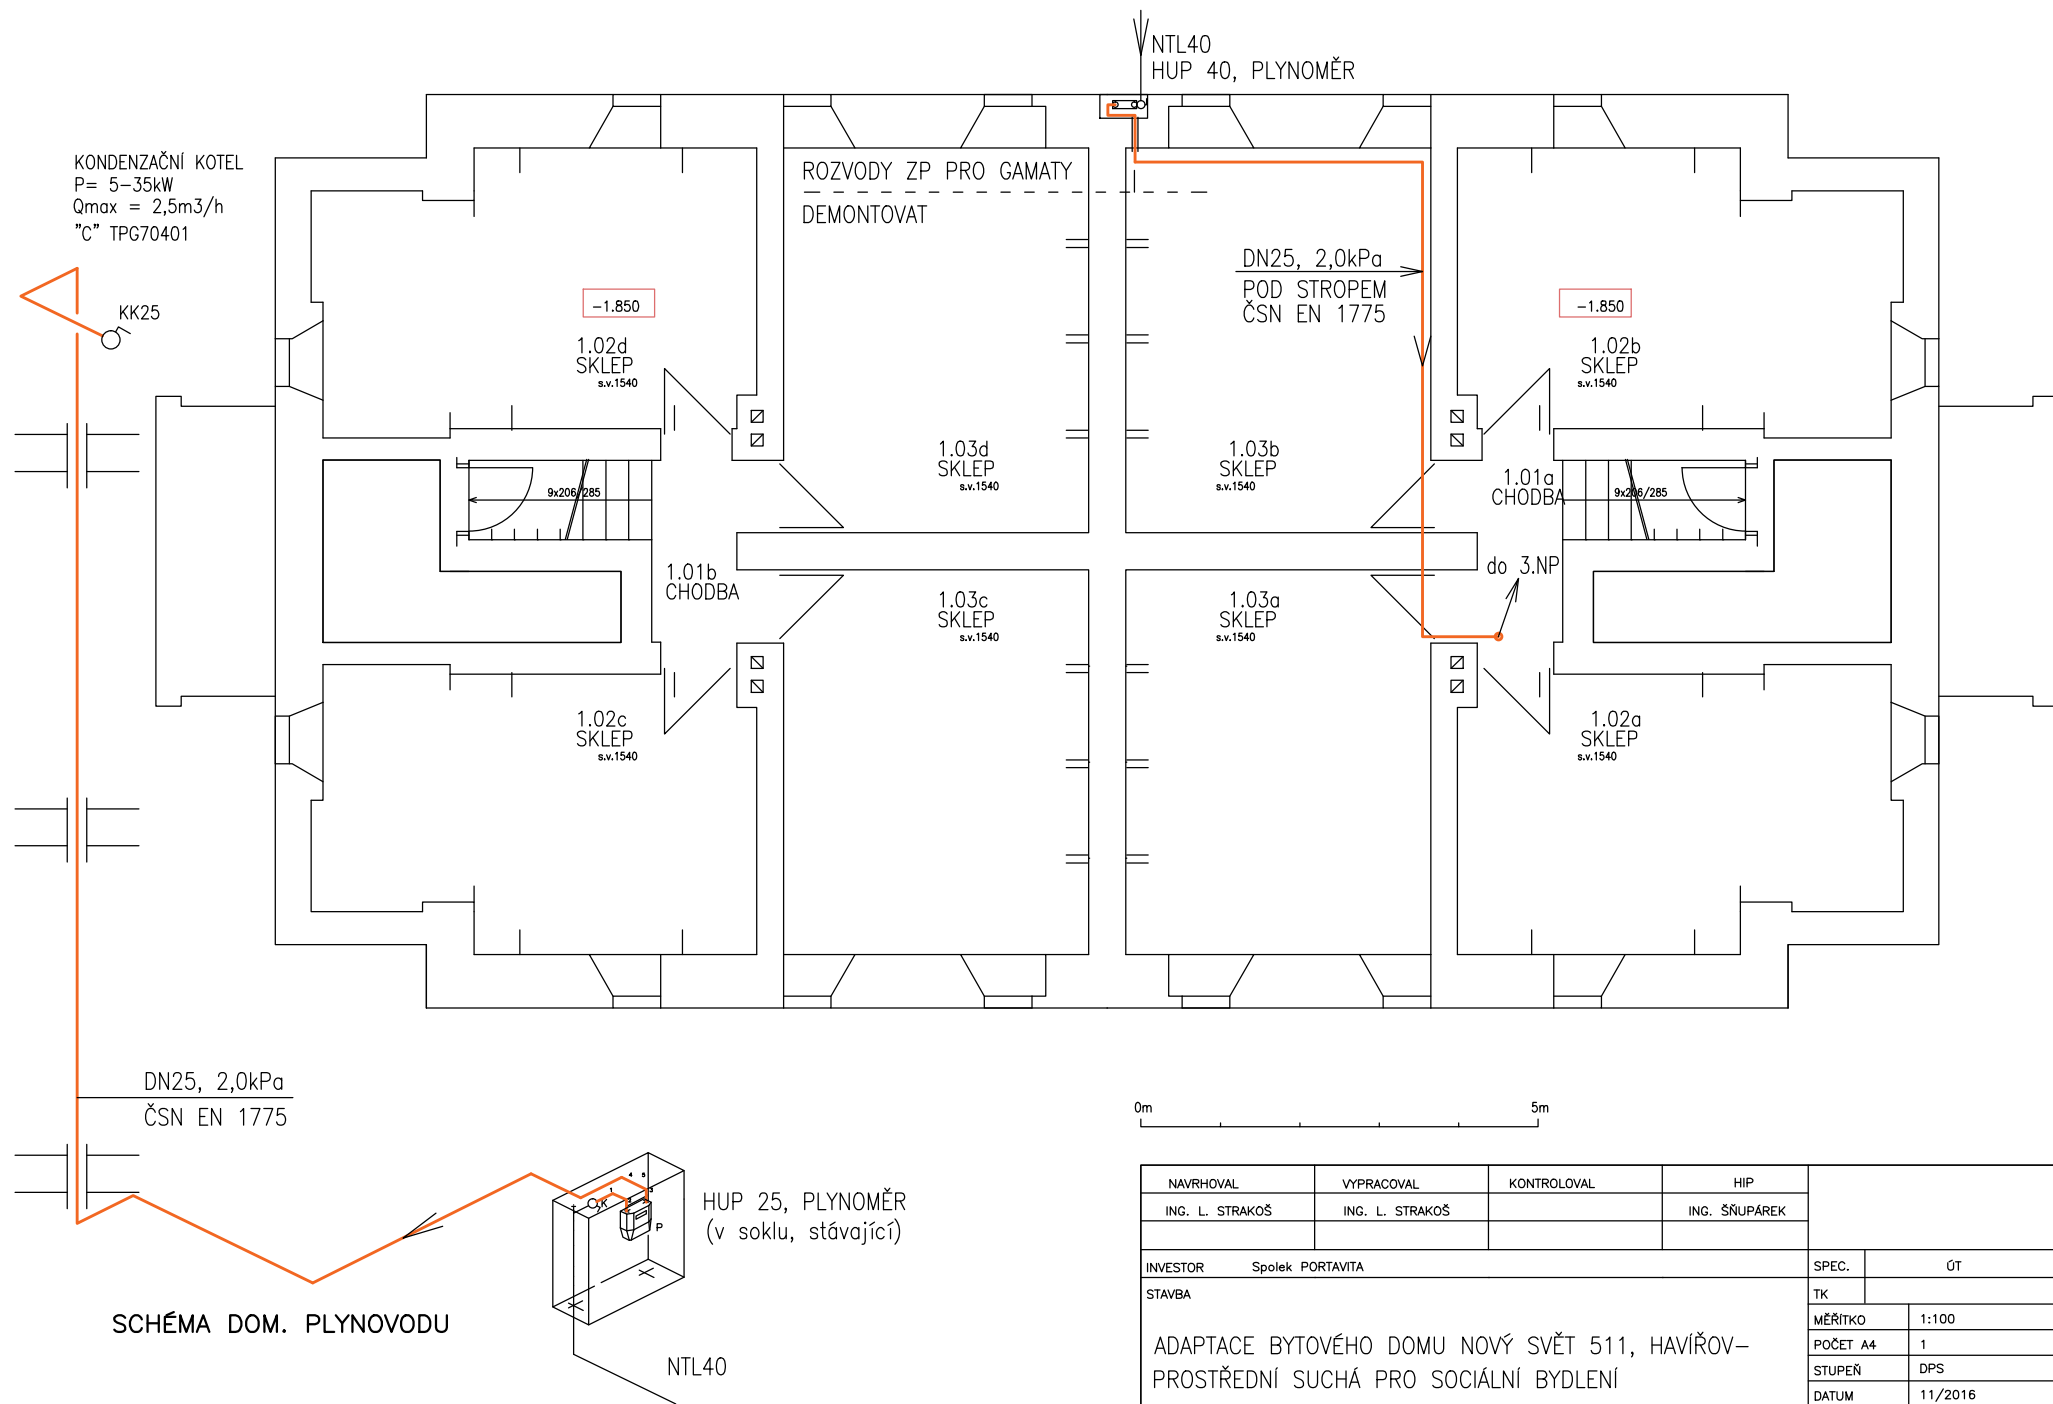 NTL40
HUP 40, PLYNOMĚR
KONDENZAČNÍ KOTEL
P= 5-35kW
Qmax = 2,5m3/h
"C" TPG70401
KK25
ROZVODY ZP PRO GAMATY
DEMONTOVAT
DN25, 2,0kPa
POD STROPEM
ČSN EN 1775
-1.850
1.02d
SKLEP
s.v.1540
-1.850
1.02b
SKLEP
s.v.1540
1.03d
SKLEP
s.v.1540
1.03b
SKLEP
s.v.1540
1.01a
CHODBA
9x206/285
9x206/285
1.01b
CHODBA
do 3.NP
1.03c
SKLEP
s.v.1540
1.03a
SKLEP
s.v.1540
1.02c
SKLEP
s.v.1540
1.02a
SKLEP
s.v.1540
DN25, 2,0kPa
ČSN EN 1775
0m 5m
4 5
1
K
3
P
HUP 25, PLYNOMĚR
(v soklu, stávající)
SCHÉMA DOM. PLYNOVODU
NTL40
NAVRHOVAL VYPRACOVAL KONTROLOVAL HIP
ING. L. STRAKOŠ ING. L. STRAKOŠ ING. ŠŇUPÁREK
INVESTOR Spolek PORTAVITA
SPEC. ÚT
STAVBA
TK
MĚŘÍTKO 1:100
ADAPTACE BYTOVÉHO DOMU NOVÝ SVĚT 511, HAVÍŘOV-
PROSTŘEDNÍ SUCHÁ PRO SOCIÁLNÍ BYDLENÍ
POČET A4 1
STUPEŇ DPS
DATUM 11/2016